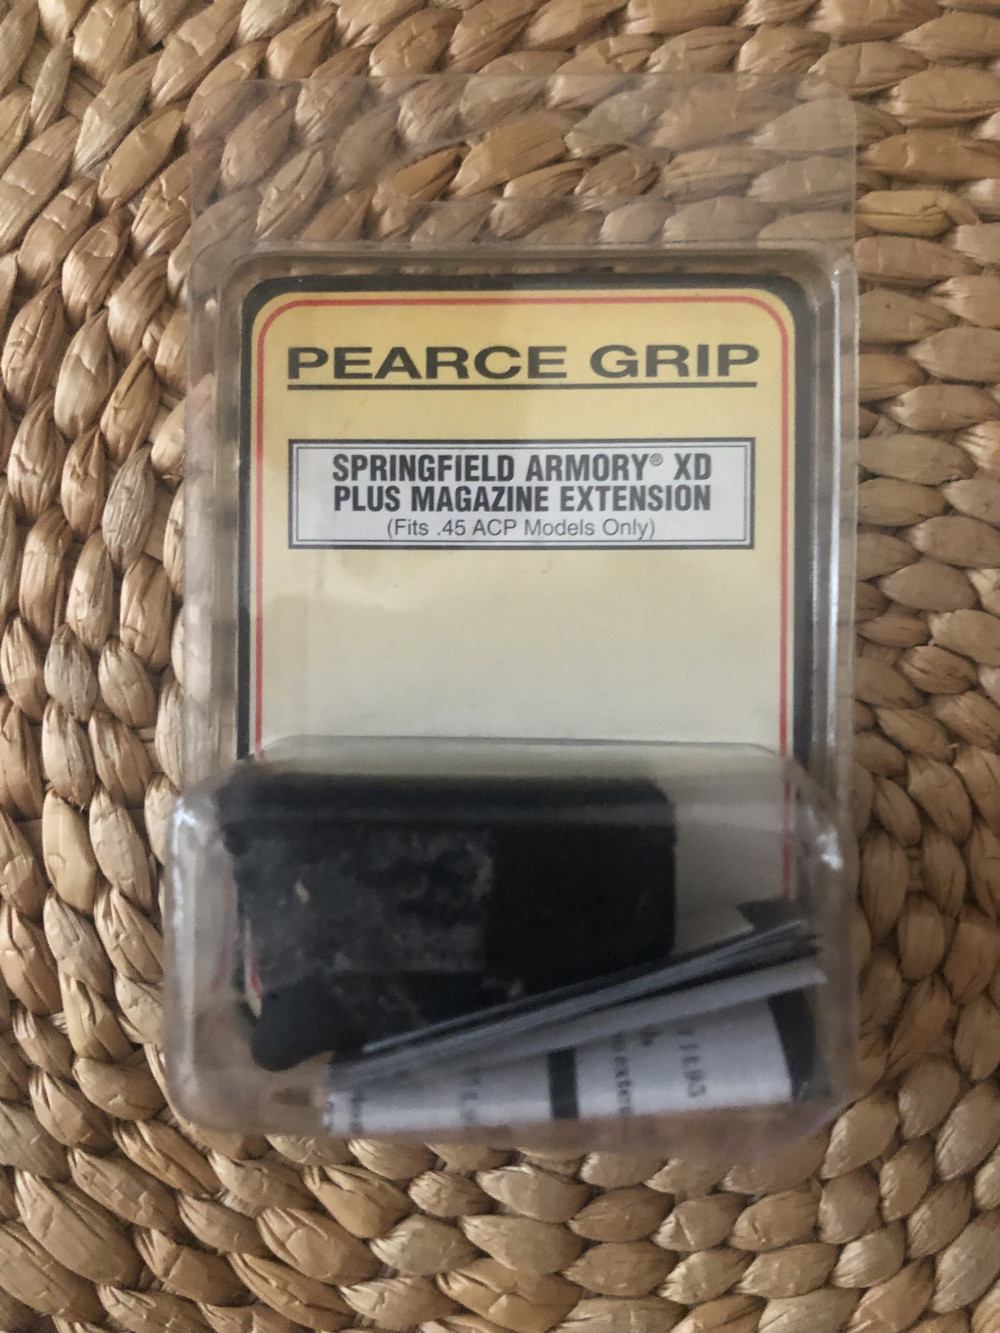 PEARCE GRIP
SPRINGFIELD ARMORY® XD
PLUS MAGAZINE EXTENSION
(Fits .45 ACP Models Only)